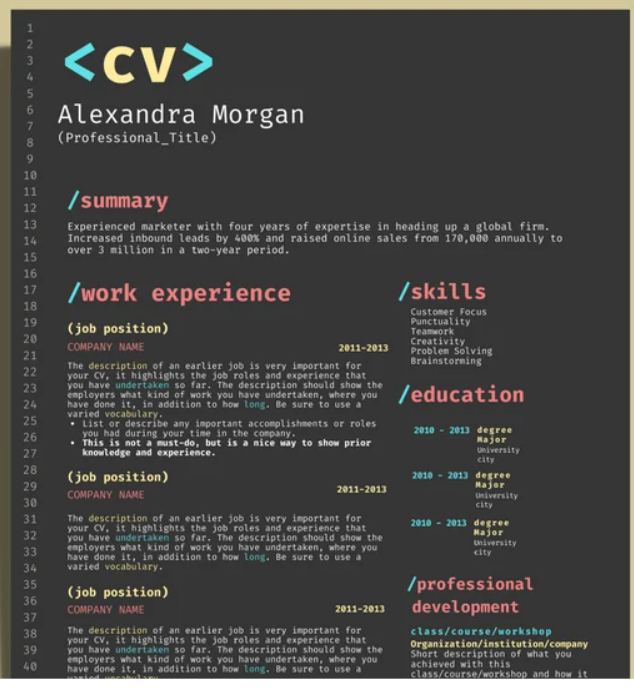 1
2
3
4
5
6
7
8
9
10
11
12
13
14
15
16
17
18
19
20
21
22
23
24
25
26
27
28
29
30
31
32
33
34
35
36
37
38
39
40
<cv>
Alexandra Morgan
(Professional_Title)
/summary
Experienced marketer with four years of expertise in heading up a global firm.
Increased inbound leads by 400% and raised online sales from 170,000 annually to
over 3 million in a two-year period.
/work experience
(job position)
COMPANY NAME 2011-2013
The description of an earlier job is very important for
your CV, it highlights the job roles and experience that
you have undertaken so far. The description should show the
employers what kind of work you have undertaken, where you
have done it, in addition to how long. Be sure to use a
varied vocabulary.
• List or describe any important accomplishments or roles
you had during your time in the company.
• This is not a must-do, but is a nice way to show prior
knowledge and experience.
(job position)
COMPANY NAME 2011-2013
The description of an earlier job is very important for
your CV, it highlights the job roles and experience that
you have undertaken so far. The description should show the
employers what kind of work you have undertaken, where you
have done it, in addition to how long. Be sure to use a
varied vocabulary.
(job position)
COMPANY NAME 2011-2013
The description of an earlier job is very important for
your CV, it highlights the job roles and experience that
you have undertaken so far. The description should show the
employers what kind of work you have undertaken, where you
have done it, in addition to how long. Be sure to use a
varied vocabulary.
/skills
Customer Focus
Punctuality
Teamwork
Creativity
Problem Solving
Brainstorming
/education
2010 - 2013 degree
Major
University
city
2010 - 2013 degree
Major
University
city
2010 - 2013 degree
Major
University
city
/professional
development
class/course/workshop
Organization/institution/company
Short description of what you
achieved with this
class/course/workshop and how it